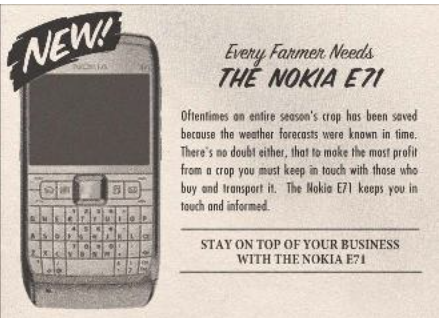 NEW!
NOKIA
Every Farmer Needs
THE NOKIA E71
Oftentimes an entire season's crop has been saved
because the weather forecasts were known in time.
There's no doubt either, that to make the most profit
from a crop you must keep in touch with those who
buy and transport it. The Nokia E71 keeps you in
touch and informed.
STAY ON TOP OF YOUR BUSINESS
WITH THE NOKIA E71